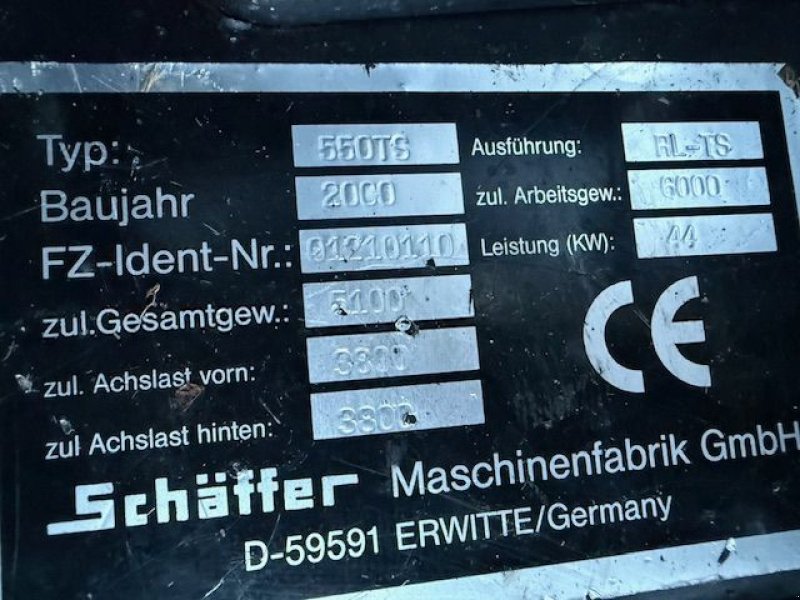 Typ: 550TS Ausführung: RL-TS
Baujahr 2000 zul. Arbeitsgew.: 6000
FZ-Ident-Nr.: 01210110 Leistung (KW): 44
zul.Gesamtgew.: 5100
zul. Achslast vorn: 3800
zul Achslast hinten: 3300
CE
Schäffer Maschinenfabrik GmbH
D-59591 ERWITTE/Germany